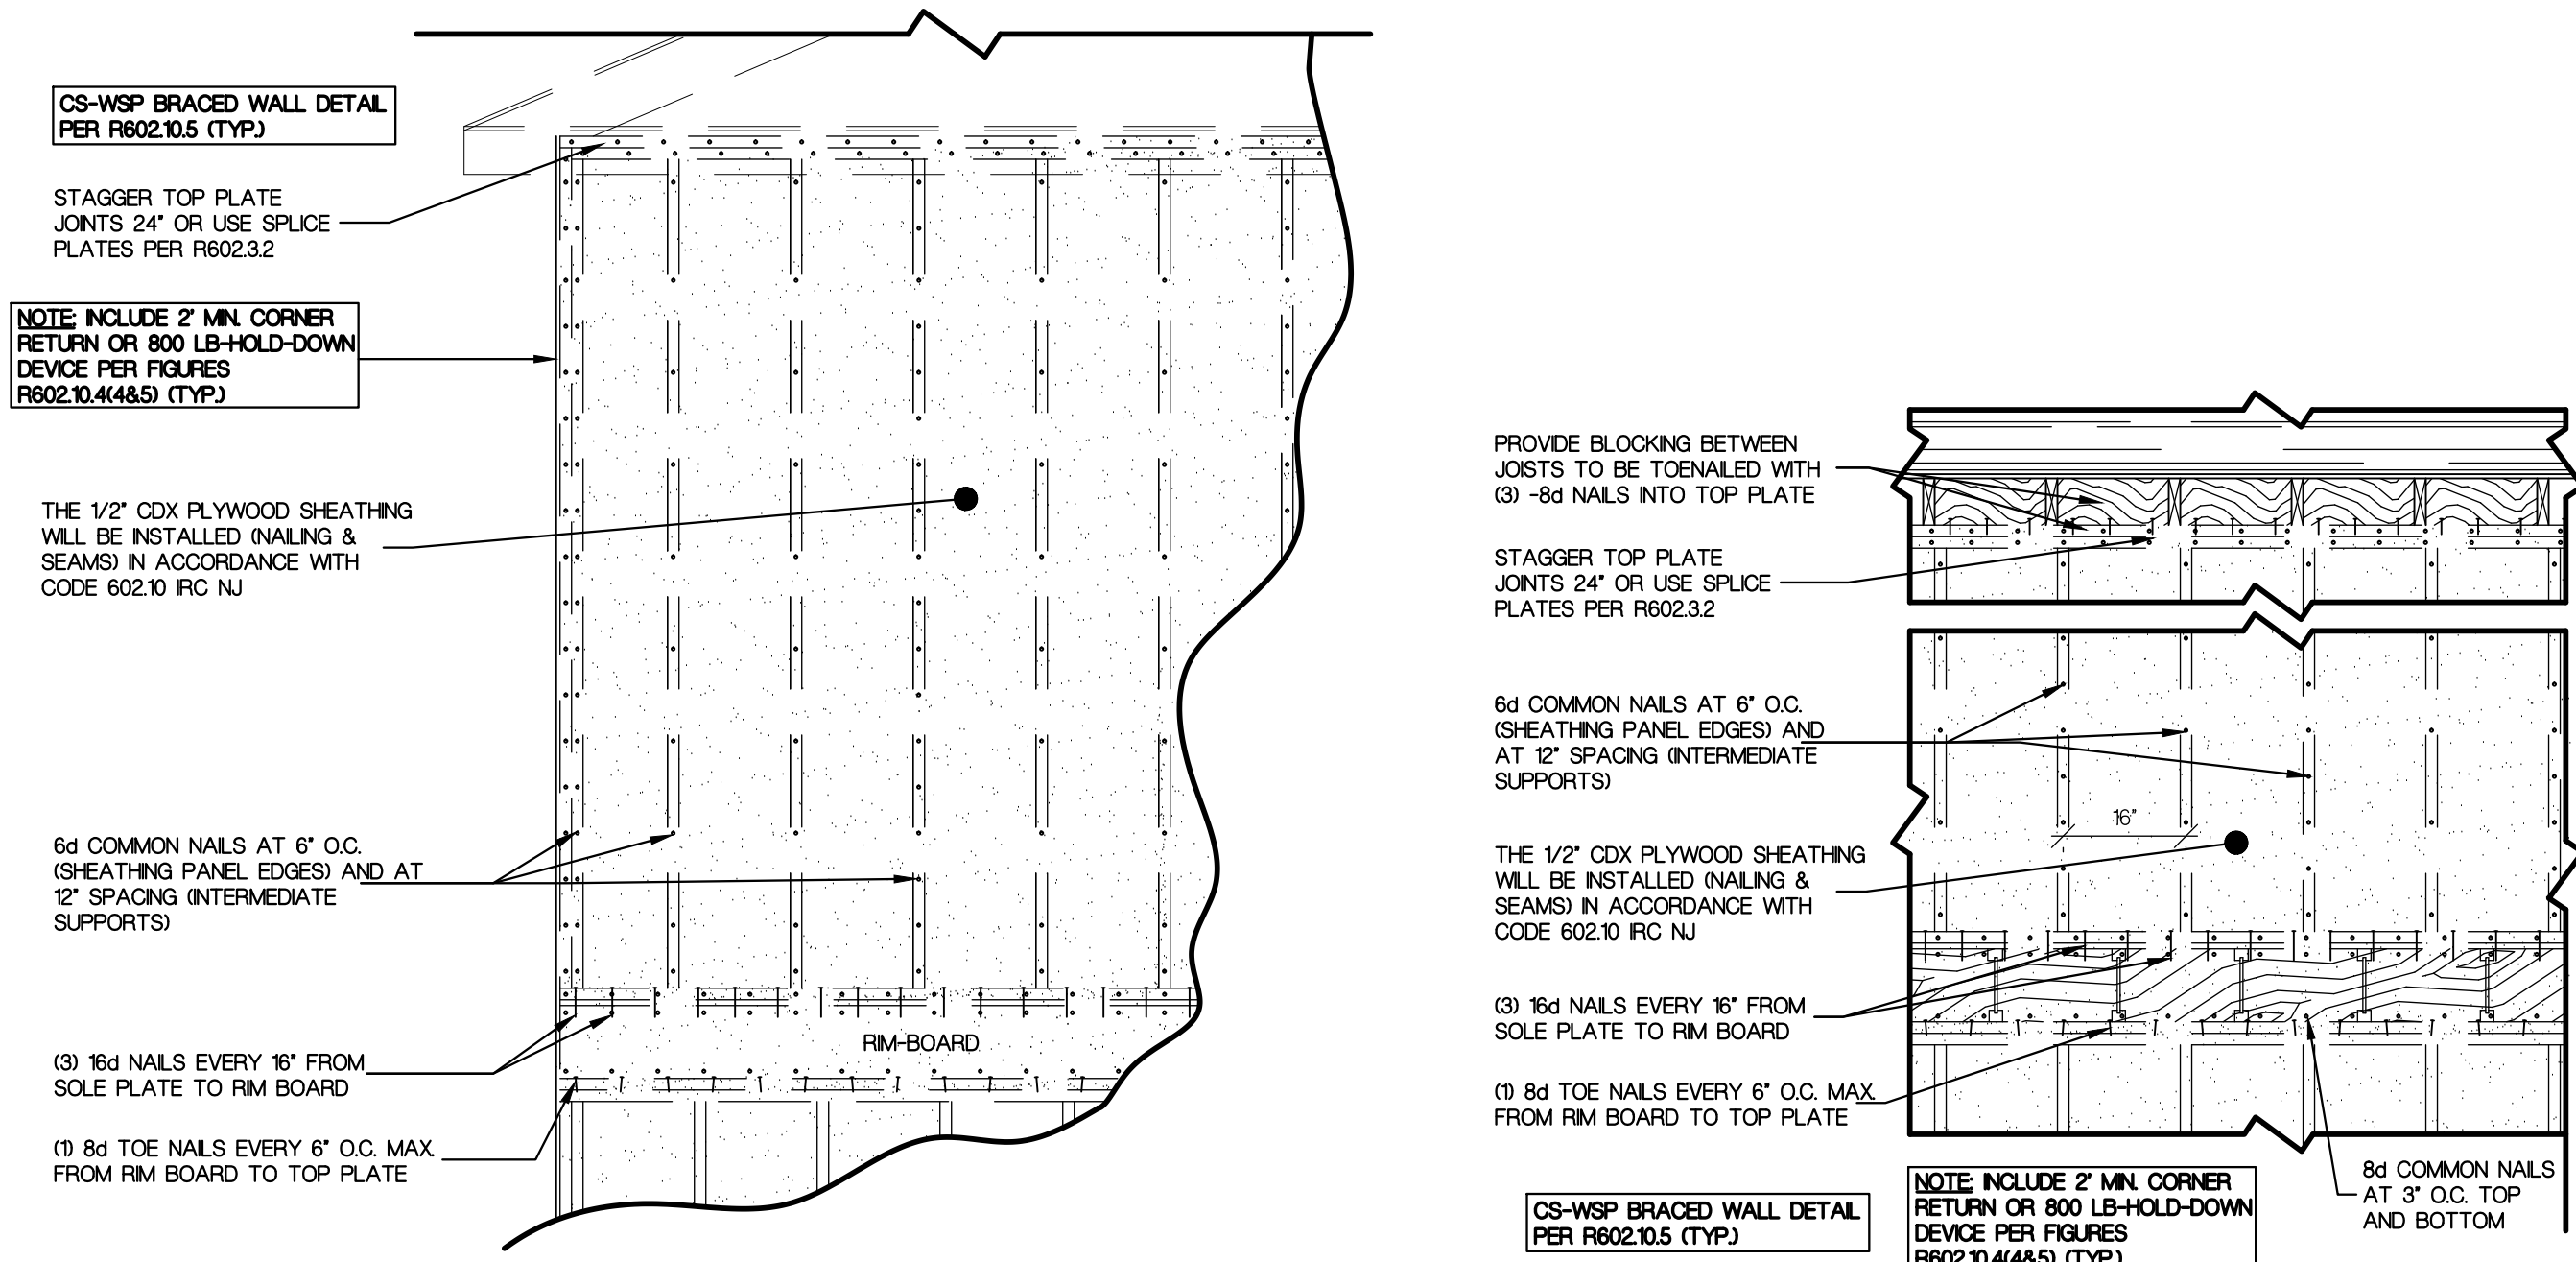 CS-WSP BRACED WALL DETAIL
PER R602.10.5 (TYP.)
STAGGER TOP PLATE
JOINTS 24" OR USE SPLICE
PLATES PER R602.3.2
NOTE: INCLUDE 2' MIN. CORNER
RETURN OR 800 LB-HOLD-DOWN
DEVICE PER FIGURES
R602.10.4(4&5) (TYP.)
THE 1/2" CDX PLYWOOD SHEATHING
WILL BE INSTALLED (NAILING &
SEAMS) IN ACCORDANCE WITH
CODE 602.10 IRC NJ
6d COMMON NAILS AT 6" O.C.
(SHEATHING PANEL EDGES) AND AT
12" SPACING (INTERMEDIATE
SUPPORTS)
(3) 16d NAILS EVERY 16" FROM
SOLE PLATE TO RIM BOARD
(1) 8d TOE NAILS EVERY 6" O.C. MAX.
FROM RIM BOARD TO TOP PLATE
RIM-BOARD
PROVIDE BLOCKING BETWEEN
JOISTS TO BE TOENAILED WITH
(3) -8d NAILS INTO TOP PLATE
STAGGER TOP PLATE
JOINTS 24" OR USE SPLICE
PLATES PER R602.3.2
6d COMMON NAILS AT 6" O.C.
(SHEATHING PANEL EDGES) AND
AT 12" SPACING (INTERMEDIATE
SUPPORTS)
16"
THE 1/2" CDX PLYWOOD SHEATHING
WILL BE INSTALLED (NAILING &
SEAMS) IN ACCORDANCE WITH
CODE 602.10 IRC NJ
(3) 16d NAILS EVERY 16" FROM
SOLE PLATE TO RIM BOARD
(1) 8d TOE NAILS EVERY 6" O.C. MAX.
FROM RIM BOARD TO TOP PLATE
CS-WSP BRACED WALL DETAIL
PER R602.10.5 (TYP.)
NOTE: INCLUDE 2' MIN. CORNER
RETURN OR 800 LB-HOLD-DOWN
DEVICE PER FIGURES
R602.10.4(4&5) (TYP.)
8d COMMON NAILS
AT 3" O.C. TOP
AND BOTTOM